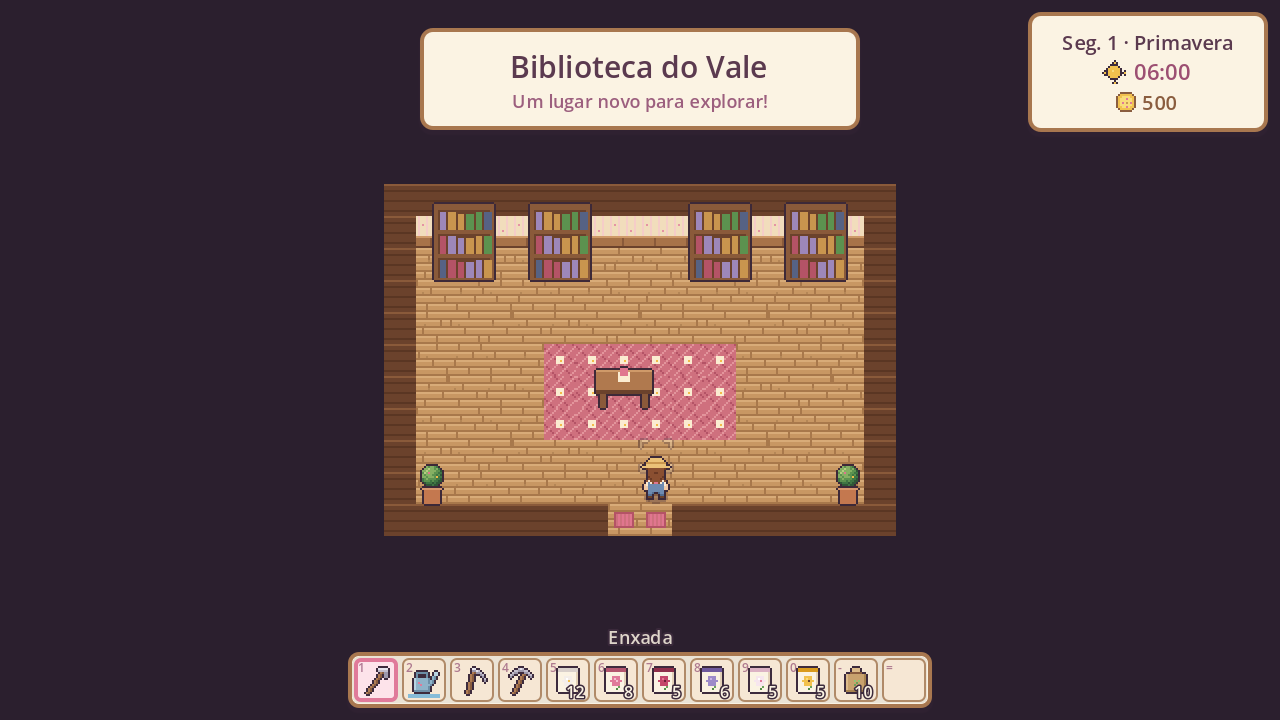 Biblioteca do Vale
Um lugar novo para explorar!
Seg. 1 · Primavera
06:00
500
Enxada
1 2 3 4 5 6 7 8 9 0 - =
12 8 5 6 5 5 10